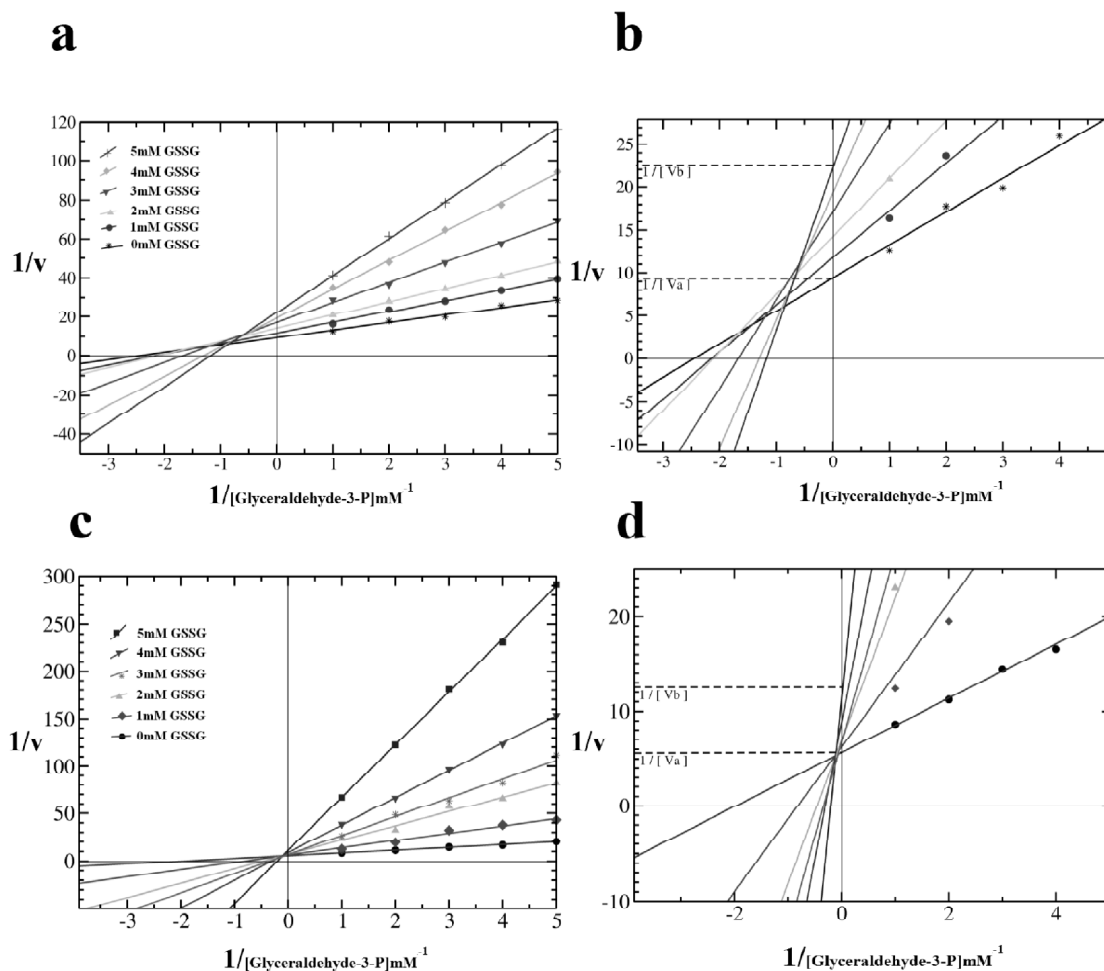 a
120
100
80
60
40
20
0
-20
-40
1/v
5mM GSSG
4mM GSSG
3mM GSSG
2mM GSSG
1mM GSSG
0mM GSSG
-3 -2 -1 0 1 2 3 4 5
1/[Glyceraldehyde-3-P]mM-1
b
25
20
15
10
5
0
-5
-10
1/v
1/[Vb]
1/[Va]
-3 -2 -1 0 1 2 3 4
1/[Glyceraldehyde-3-P]mM-1
c
300
250
200
150
100
50
0
1/v
5mM GSSG
4mM GSSG
3mM GSSG
2mM GSSG
1mM GSSG
0mM GSSG
-3 -2 -1 0 1 2 3 4 5
1/[Glyceraldehyde-3-P]mM-1
d
20
10
0
-10
1/v
1/[Vb]
1/[Va]
-2 0 2 4
1/[Glyceraldehyde-3-P]mM-1